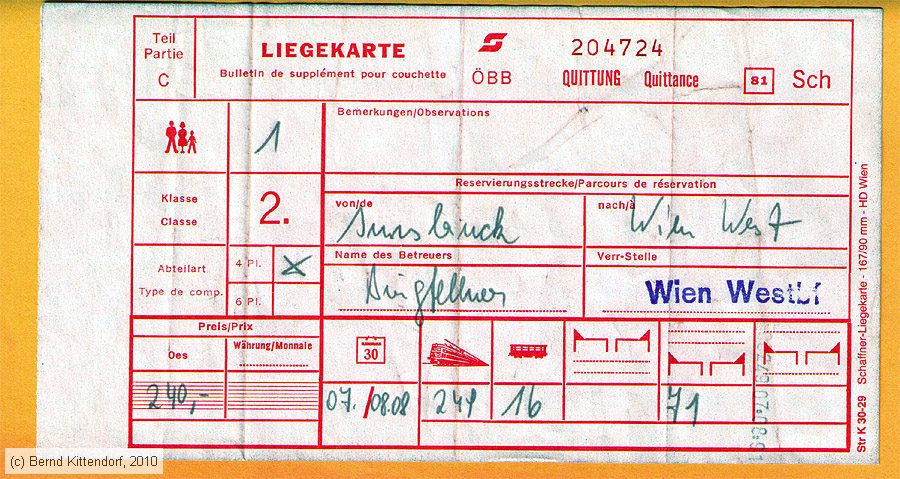 Teil
Partie
C
LIEGEKARTE
Bulletin de supplément pour couchette
ÖBB
204724
QUITTUNG Quittance
81 Sch
1
Bemerkungen/Observations
Klasse
Classe
2.
Reservierungsstrecke/Parcours de réservation
von/de
Innsbruck
nach/à
Wien West
Abteilart
Type de comp.
4 Pl.
X
6 Pl.
Name des Betreuers
Verr-Stelle
Wien Westbf
Preis/Prix
Oes
Währung/Monnaie
30
240,-
07./08.08
249
16
71
Str K 30-29 Schaffner-Liegekarte - 167/90 mm - HD Wien
(c) Bernd Kittendorf, 2010